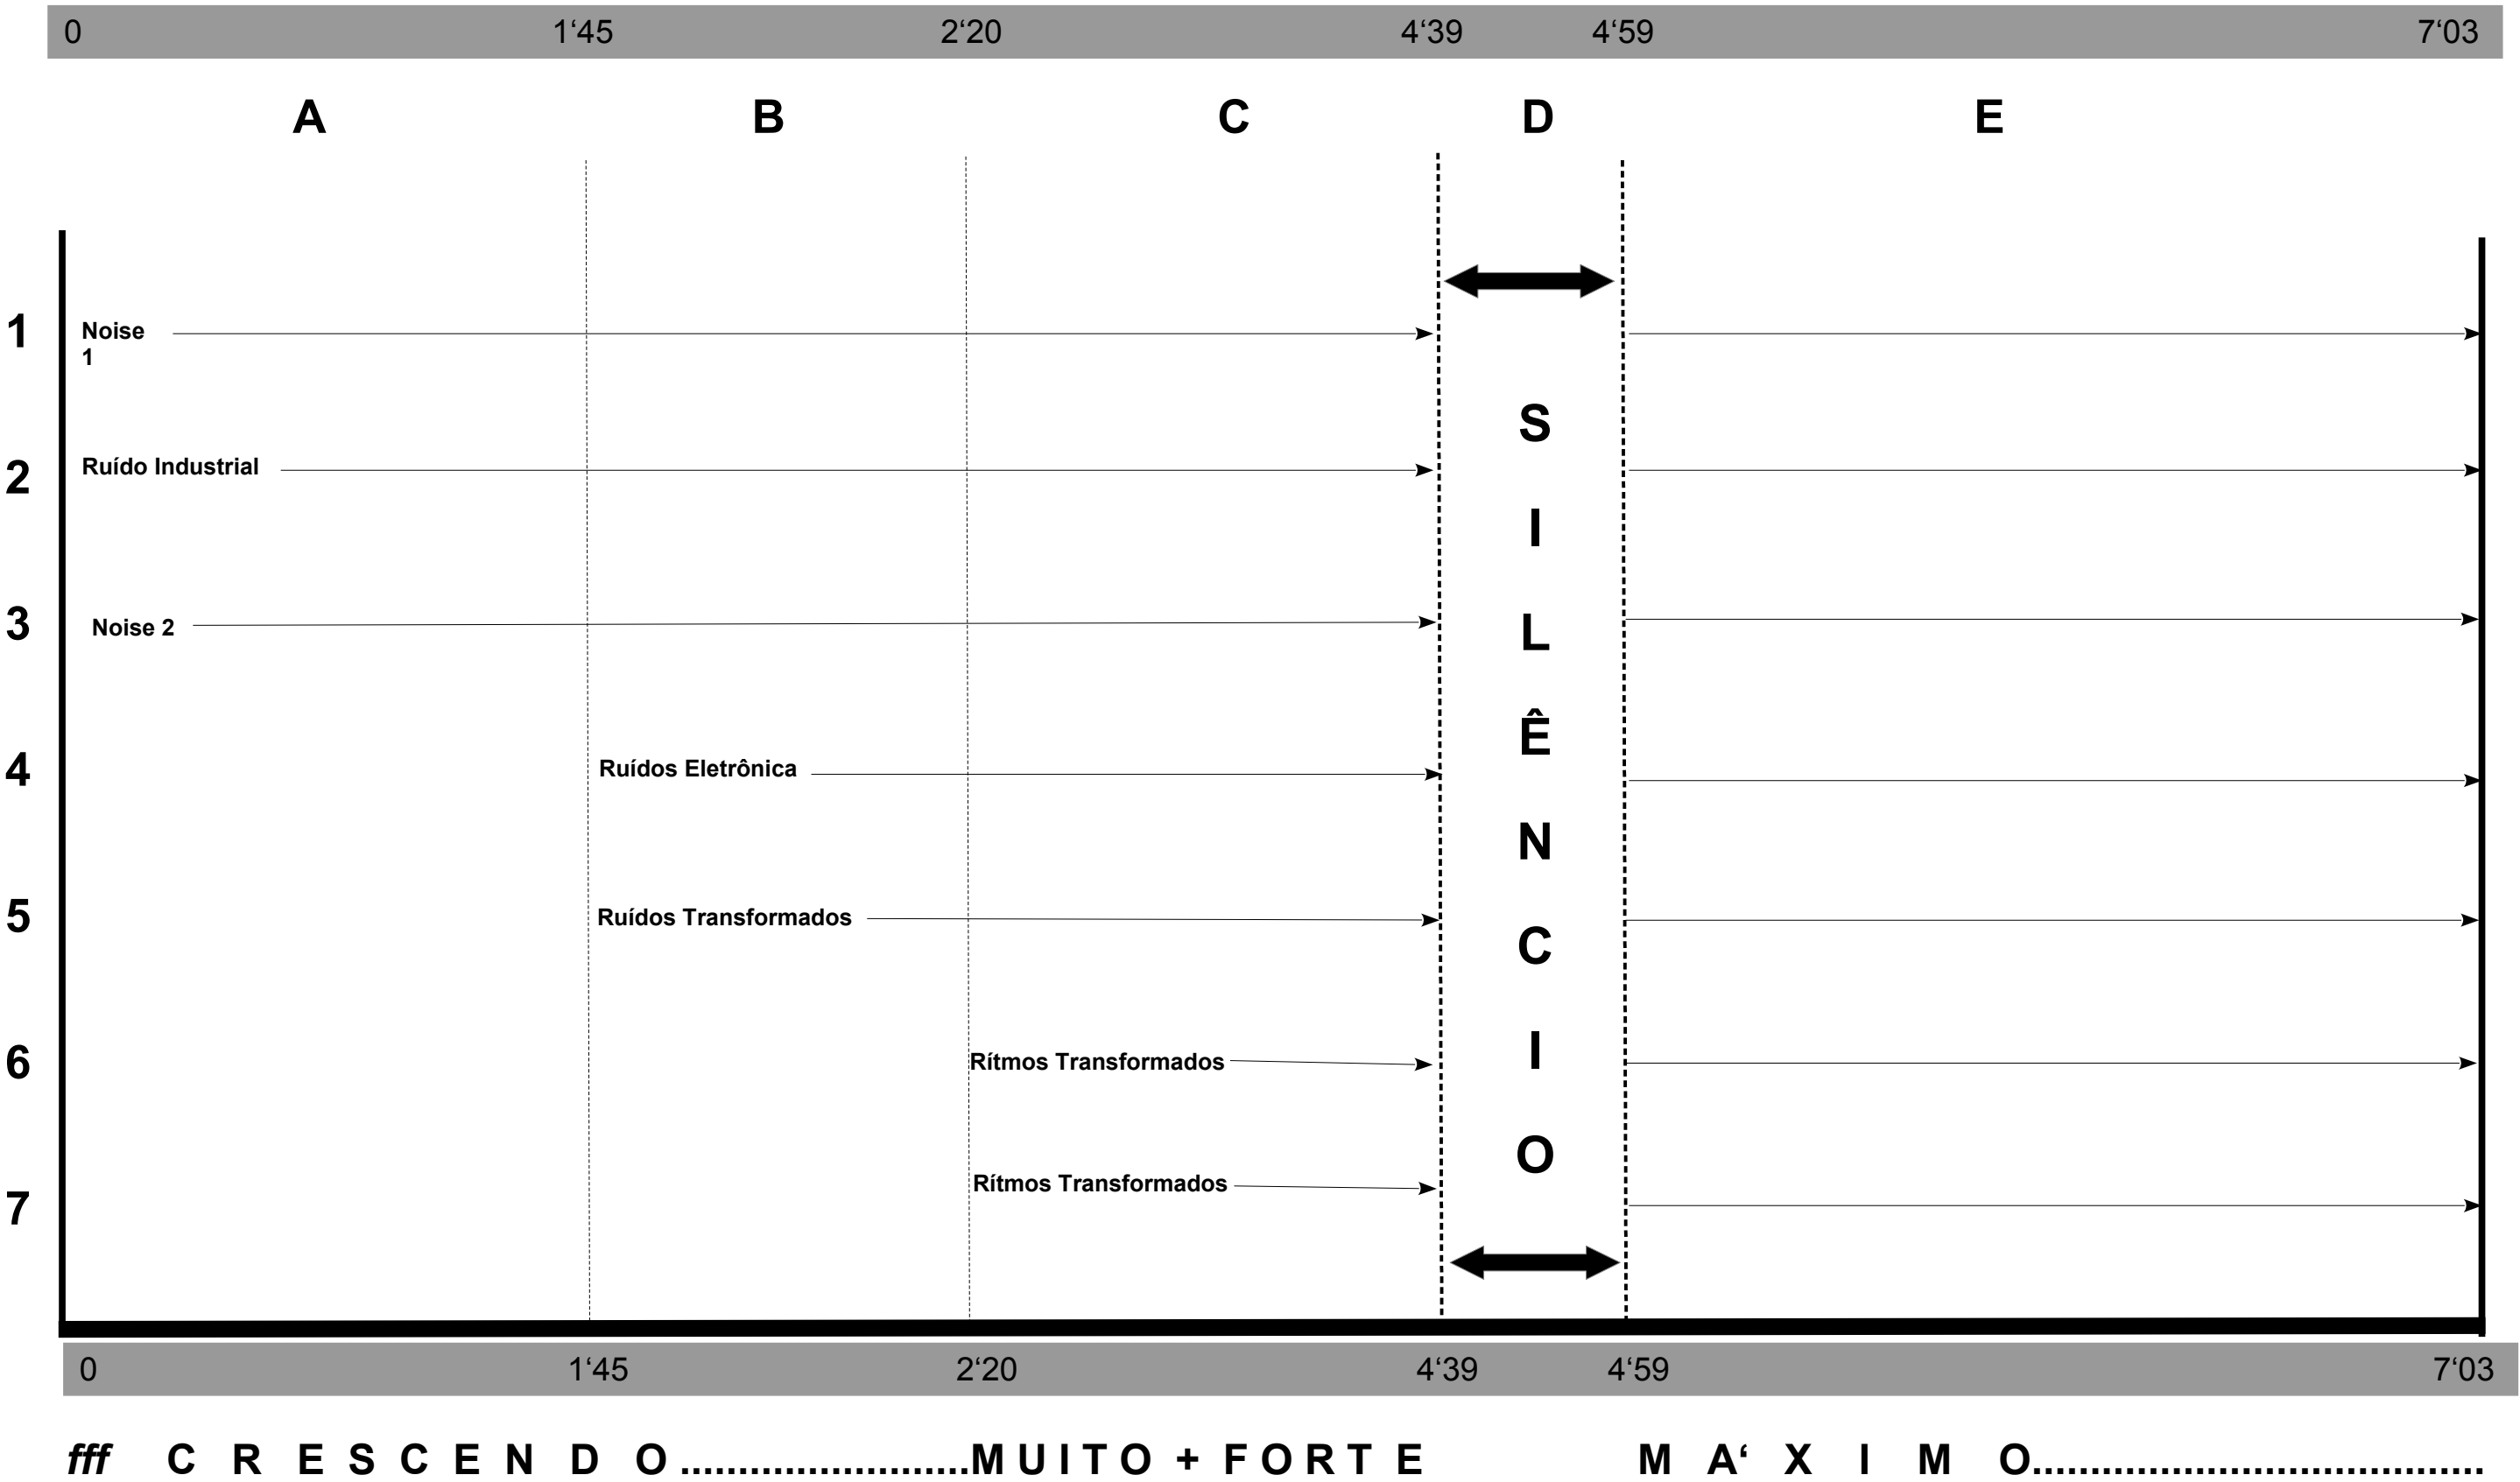 0 1‘45 2‘20 4‘39 4‘59 7‘03
A B C D E
1 Noise
1
2 Ruído Industrial
3 Noise 2
4 Ruídos Eletrônica
5 Ruídos Transformados
6 Rítmos Transformados
7 Rítmos Transformados
S
I
L
Ê
N
C
I
O
0 1‘45 2‘20 4‘39 4‘59 7‘03
fff C R E S C E N D O .........................M U I T O + F O R T E M A‘ X I M O.......................................